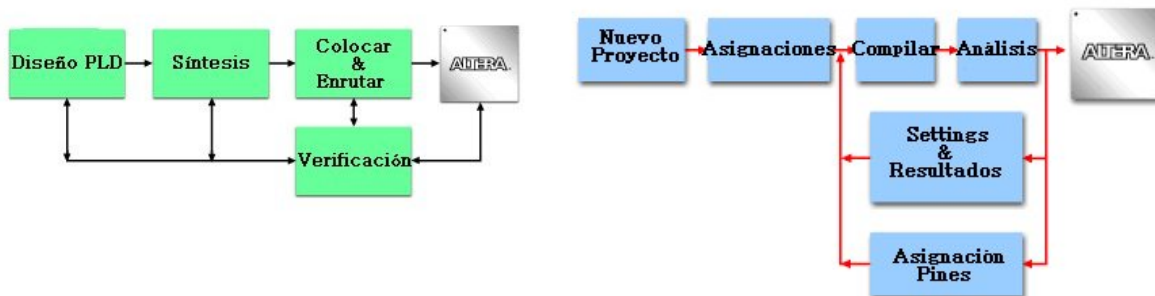 Diseño PLD
Síntesis
Colocar
&
Enrutar
ALTERA
Verificación
Nuevo
Proyecto
Asignaciones
Compilar
Análisis
ALTERA
Settings
&
Resultados
Asignación
Pines